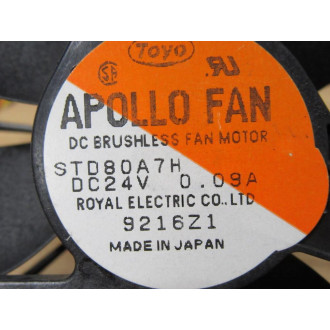 Toyo
APOLLO FAN
DC BRUSHLESS FAN MOTOR
STD80A7H
DC24V 0.09A
ROYAL ELECTRIC CO.,LTD
9216Z1
MADE IN JAPAN